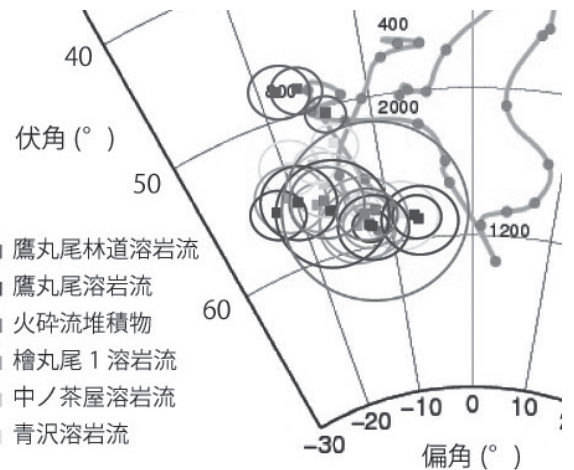 400
40
800
2000
伏角 (° )
50
1200
鷹丸尾林道溶岩流
鷹丸尾溶岩流
60
火砕流堆積物
檜丸尾 1 溶岩流
中ノ茶屋溶岩流
青沢溶岩流
-30
-20
-10
0
10
偏角 (° )